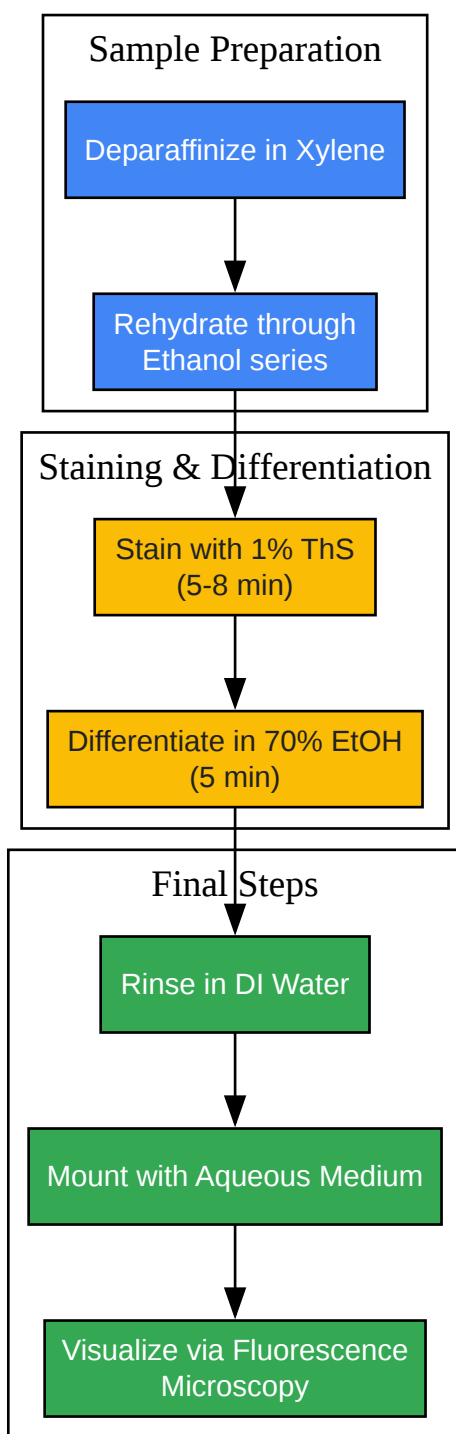 Sample Preparation
Deparaffinize in Xylene
Rehydrate through
Ethanol series
Staining & Differentiation
Stain with 1% ThS
(5-8 min)
Differentiate in 70% EtOH
(5 min)
Final Steps
Rinse in DI Water
Mount with Aqueous Medium
Visualize via Fluorescence
Microscopy